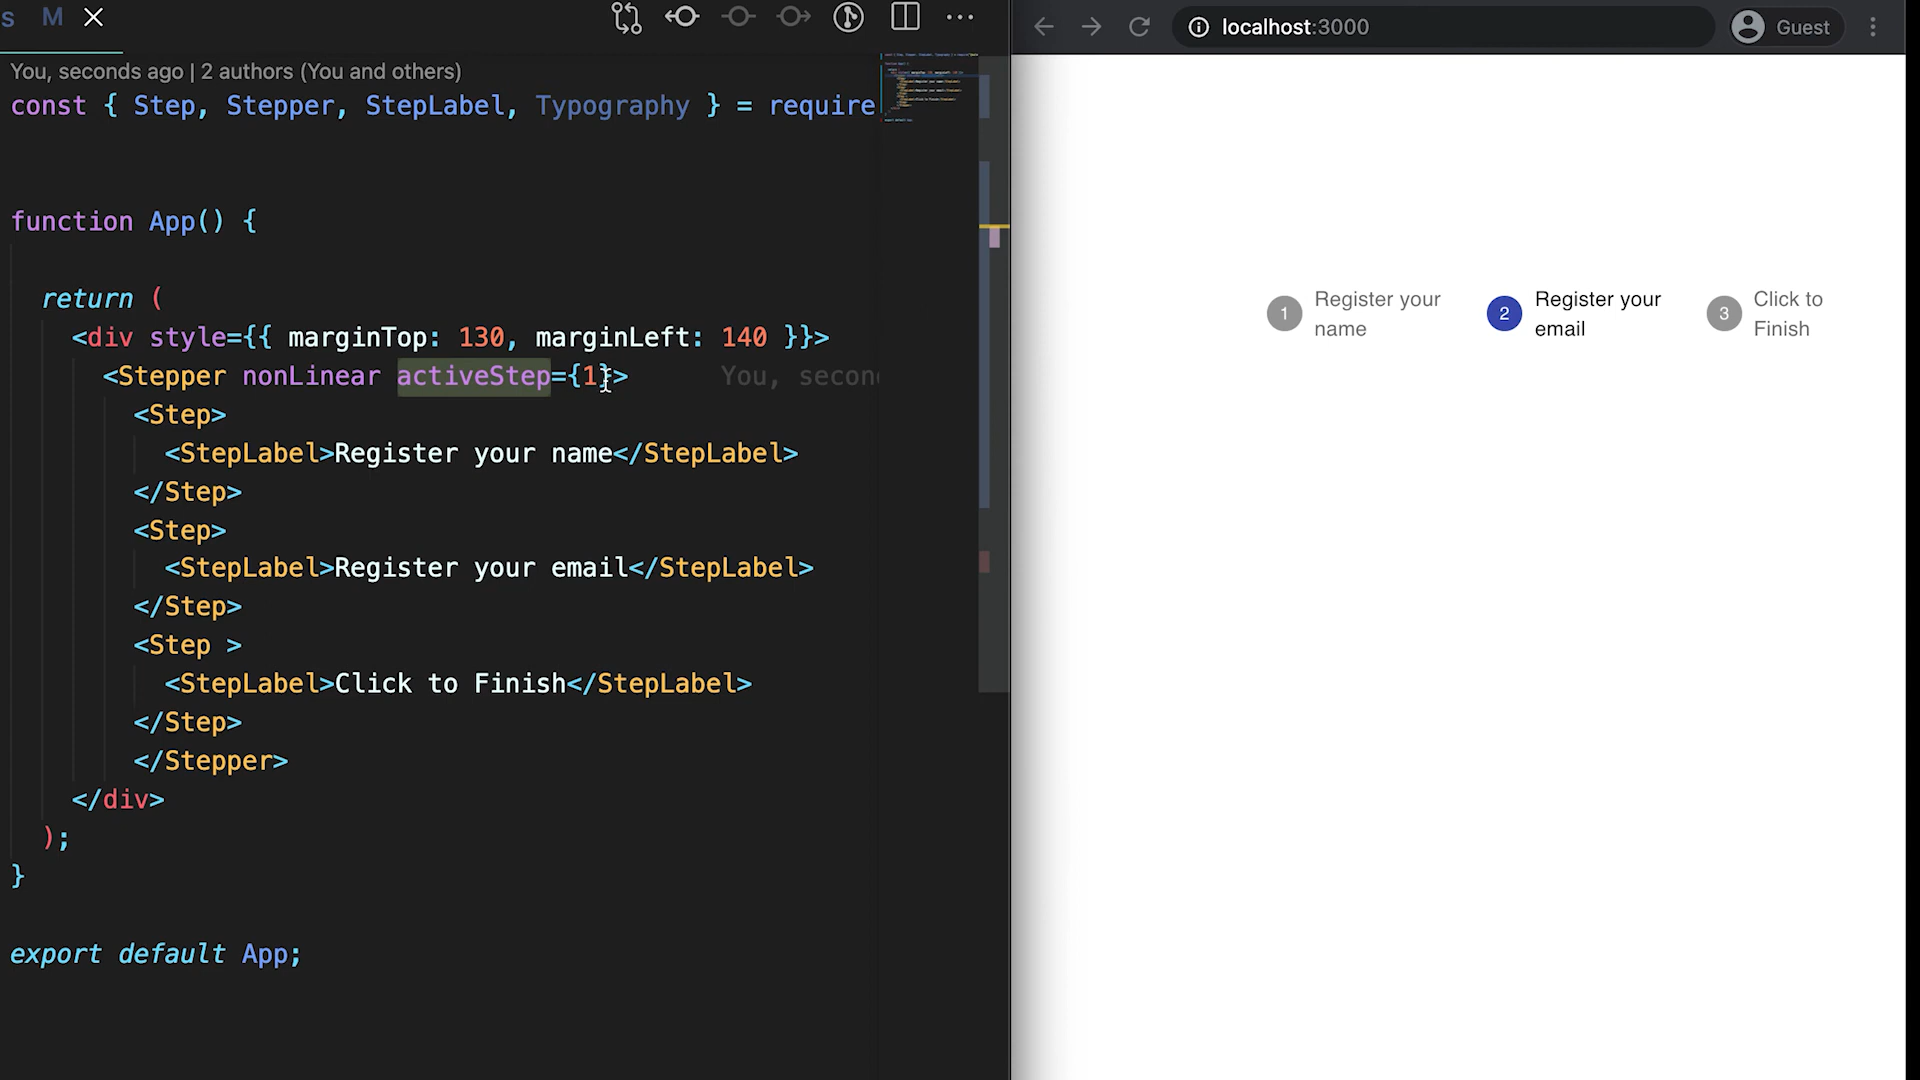 s M
You, seconds ago | 2 authors (You and others)
const { Step, Stepper, StepLabel, Typography } = require
function App() {
return (
<div style={{ marginTop: 130, marginLeft: 140 }}>
<Stepper nonLinear activeStep={1}> You, secon
<Step>
<StepLabel>Register your name</StepLabel>
</Step>
<Step>
<StepLabel>Register your email</StepLabel>
</Step>
<Step >
<StepLabel>Click to Finish</StepLabel>
</Step>
</Stepper>
</div>
);
}
export default App;
localhost:3000
Guest
1 Register your
name
2 Register your
email
3 Click to
Finish